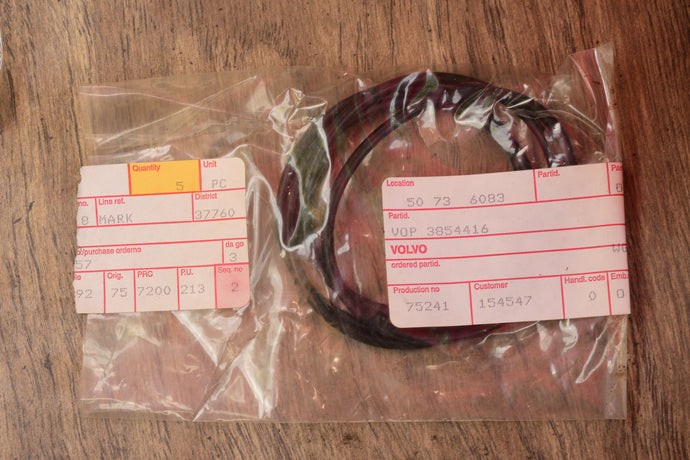 Quantity Unit
5 PC
no. Line ref. District
8 MARK 37760
/purchase orderno da go
57 3
Orig. PRC P.U. Seq. no
92 75 7200 213 2
Location Partid.
50 73 6083
Partid.
VOP 3854416
VOLVO
ordered partid.
Production no Customer Handl. code Emb.
75241 154547 0 0